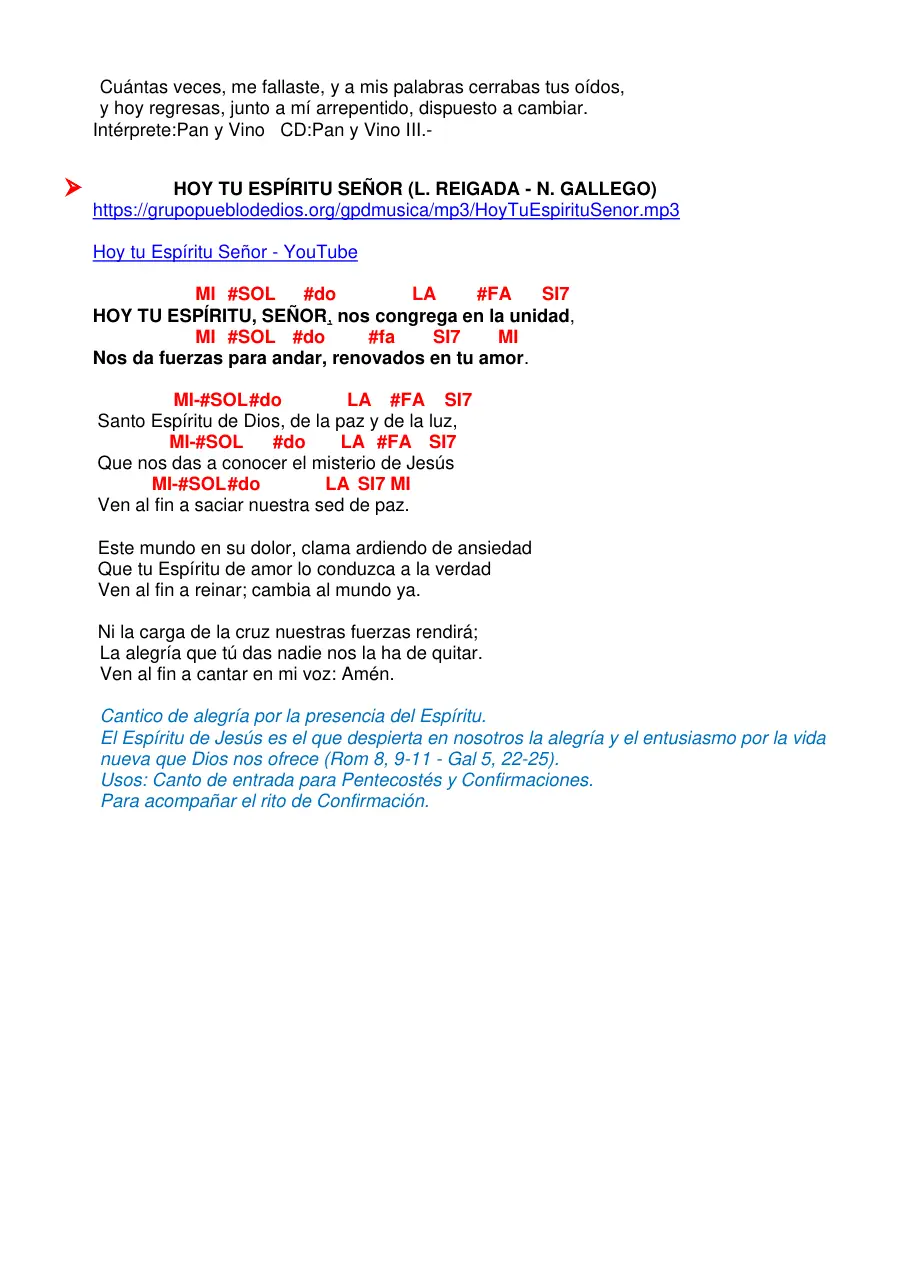 Cuántas veces, me fallaste, y a mis palabras cerrabas tus oídos,
y hoy regresas, junto a mí arrepentido, dispuesto a cambiar.
Intérprete:Pan y Vino   CD:Pan y Vino III.-
➢ HOY TU ESPÍRITU SEÑOR (L. REIGADA - N. GALLEGO)
https://grupopueblodedios.org/gpdmusica/mp3/HoyTuEspirituSenor.mp3
Hoy tu Espíritu Señor - YouTube
MI #SOL #do LA #FA SI7
HOY TU ESPÍRITU, SEÑOR, nos congrega en la unidad,
MI #SOL #do #fa SI7 MI
Nos da fuerzas para andar, renovados en tu amor.
MI-#SOL#do LA #FA SI7
Santo Espíritu de Dios, de la paz y de la luz,
MI-#SOL #do LA #FA SI7
Que nos das a conocer el misterio de Jesús
MI-#SOL#do LA SI7 MI
Ven al fin a saciar nuestra sed de paz.
Este mundo en su dolor, clama ardiendo de ansiedad
Que tu Espíritu de amor lo conduzca a la verdad
Ven al fin a reinar; cambia al mundo ya.
Ni la carga de la cruz nuestras fuerzas rendirá;
La alegría que tú das nadie nos la ha de quitar.
Ven al fin a cantar en mi voz: Amén.
Cantico de alegría por la presencia del Espíritu.
El Espíritu de Jesús es el que despierta en nosotros la alegría y el entusiasmo por la vida
nueva que Dios nos ofrece (Rom 8, 9-11 - Gal 5, 22-25).
Usos: Canto de entrada para Pentecostés y Confirmaciones.
Para acompañar el rito de Confirmación.